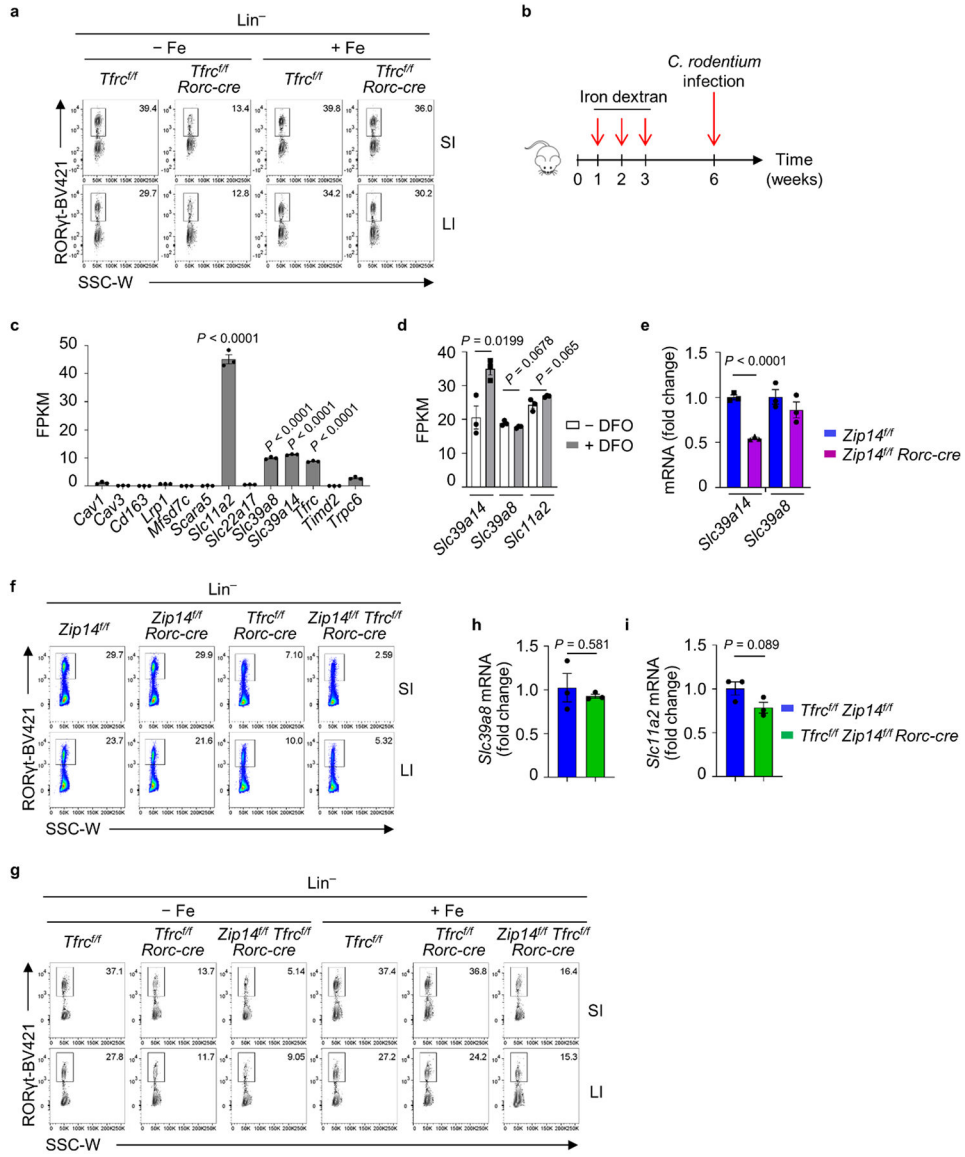 a
Lin–
– Fe
+ Fe
Tfrc f/f
Tfrc f/f Rorc-cre
Tfrc f/f
Tfrc f/f Rorc-cre
39.4
13.4
39.8
36.0
SI
29.7
12.8
34.2
30.2
LI
RORγt-BV421
SSC-W
b
C. rodentium
infection
Iron dextran
Time
(weeks)
0 1 2 3 6
c
FPKM
50
40
30
20
10
0
P < 0.0001
P < 0.0001
P < 0.0001
P < 0.0001
Cav1
Cav3
Cd163
Lrp1
Mfsd7c
Scara5
Slc11a2
Slc22a17
Slc39a8
Slc39a14
Tfrc
Timd2
Trpc6
d
FPKM
40
30
20
10
0
P = 0.0199
P = 0.0678
P = 0.065
– DFO
+ DFO
Slc39a14
Slc39a8
Slc11a2
e
mRNA (fold change)
1.5
1.0
0.5
0
P < 0.0001
Zip14 f/f
Zip14 f/f Rorc-cre
Slc39a14
Slc39a8
f
Lin–
Zip14 f/f
Zip14 f/f Rorc-cre
Tfrc f/f Rorc-cre
Zip14 f/f Tfrc f/f Rorc-cre
29.7
29.9
7.10
2.59
SI
23.7
21.6
10.0
5.32
LI
RORγt-BV421
SSC-W
h
Slc39a8 mRNA
(fold change)
1.5
1.0
0.5
0
P = 0.581
i
Slc11a2 mRNA
(fold change)
1.5
1.0
0.5
0
P = 0.089
Tfrc f/f Zip14 f/f
Tfrc f/f Zip14 f/f Rorc-cre
g
Lin–
– Fe
+ Fe
Tfrc f/f
Tfrc f/f Rorc-cre
Zip14 f/f Tfrc f/f Rorc-cre
Tfrc f/f
Tfrc f/f Rorc-cre
Zip14 f/f Tfrc f/f Rorc-cre
37.1
13.7
5.14
37.4
36.8
16.4
SI
27.8
11.7
9.05
27.2
24.2
15.3
LI
RORγt-BV421
SSC-W